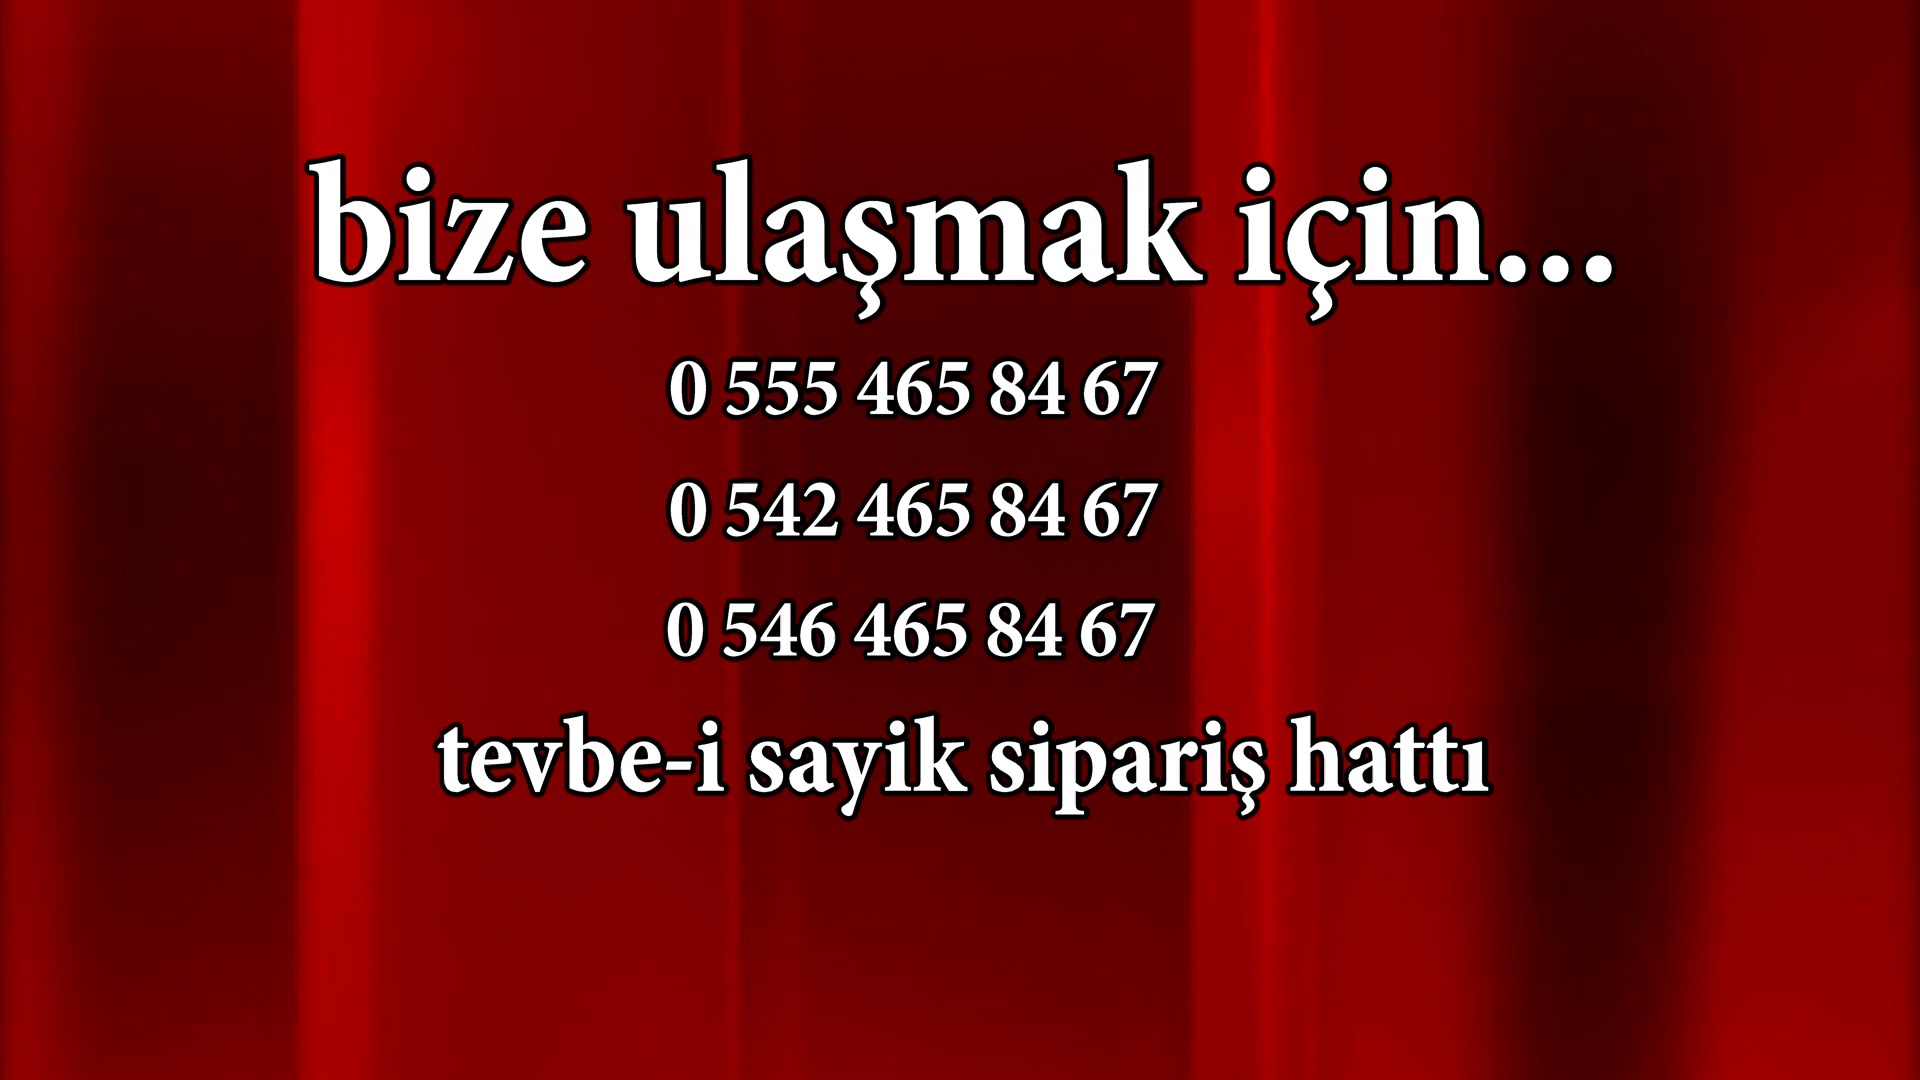 bize ulaşmak için...
0 555 465 84 67
0 542 465 84 67
0 546 465 84 67
tevbe-i sayik sipariş hattı